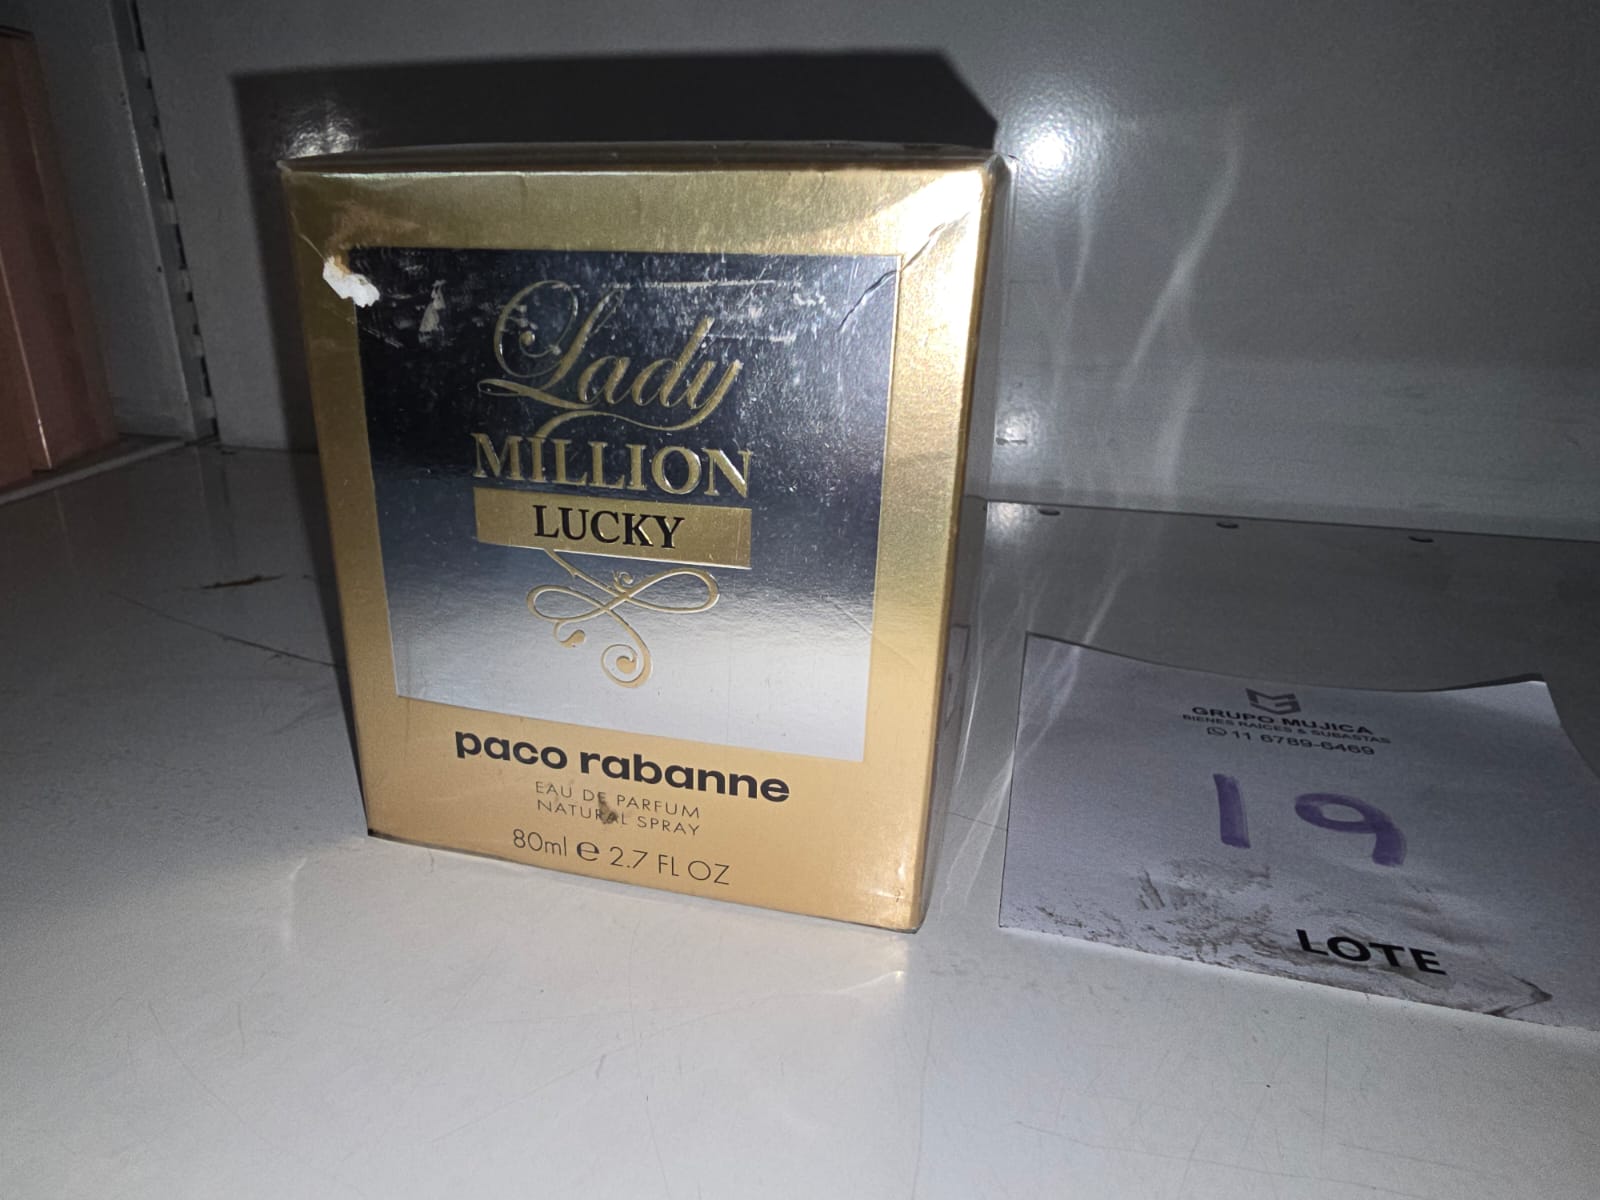 Lady
MILLION
LUCKY
paco rabanne
EAU DE PARFUM
NATURAL SPRAY
80ml ℮ 2.7 FL OZ
GRUPO MUJICA
BIENES RAÍCES & SUBASTAS
11 6789-6469
19
LOTE